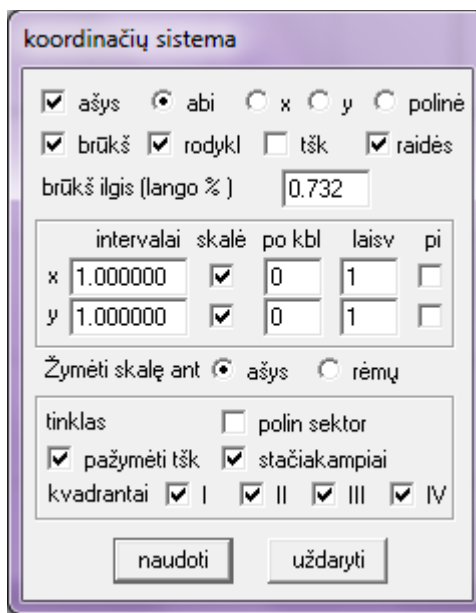 koordinačių sistema
ašys abi x y polinė
brūkš rodykl tšk raidės
brūkš ilgis (lango % ) 0.732
intervalai skalė po kbl laisv pi
x 1.000000 0 1
y 1.000000 0 1
Žymėti skalę ant ašys rėmų
tinklas polin sektor
pažymėti tšk stačiakampiai
kvadrantai I II III IV
naudoti uždaryti